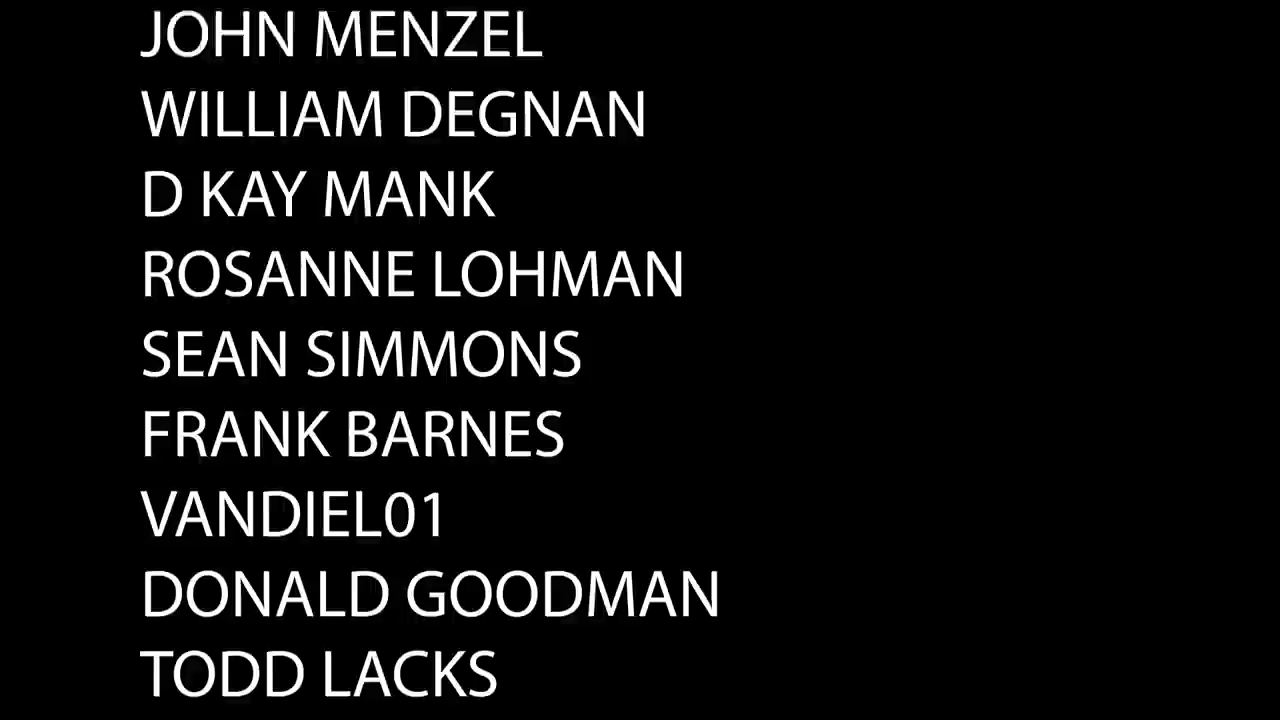 JOHN MENZEL
WILLIAM DEGNAN
D KAY MANK
ROSANNE LOHMAN
SEAN SIMMONS
FRANK BARNES
VANDIEL01
DONALD GOODMAN
TODD LACKS